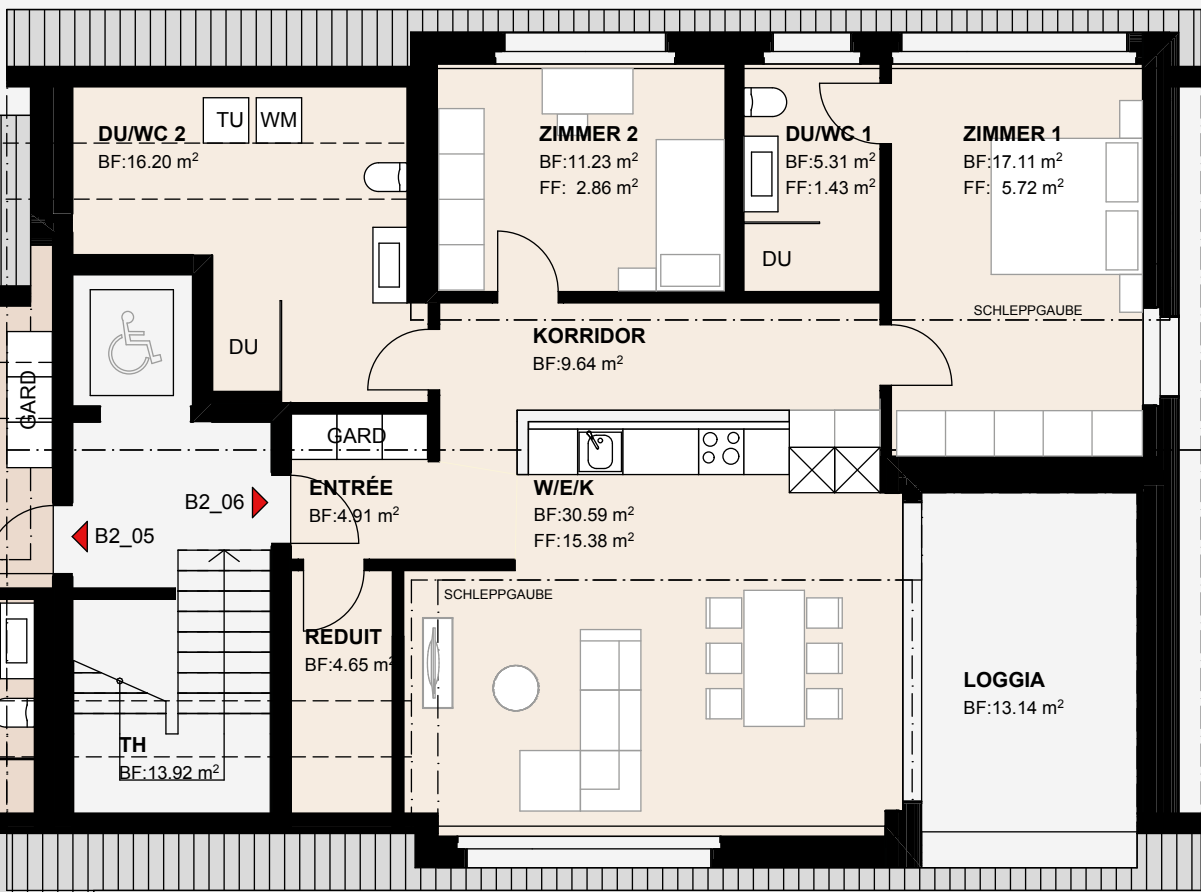 DU/WC 2
BF:16.20 m²
TU
WM
ZIMMER 2
BF:11.23 m²
FF: 2.86 m²
DU/WC 1
BF:5.31 m²
FF:1.43 m²
DU
ZIMMER 1
BF:17.11 m²
FF: 5.72 m²
SCHLEPPGAUBE
KORRIDOR
BF:9.64 m²
DU
GARD
GARD
ENTRÉE
BF:4.91 m²
W/E/K
BF:30.59 m²
FF:15.38 m²
B2_06
B2_05
SCHLEPPGAUBE
REDUIT
BF:4.65 m²
LOGGIA
BF:13.14 m²
TH
BF:13.92 m²